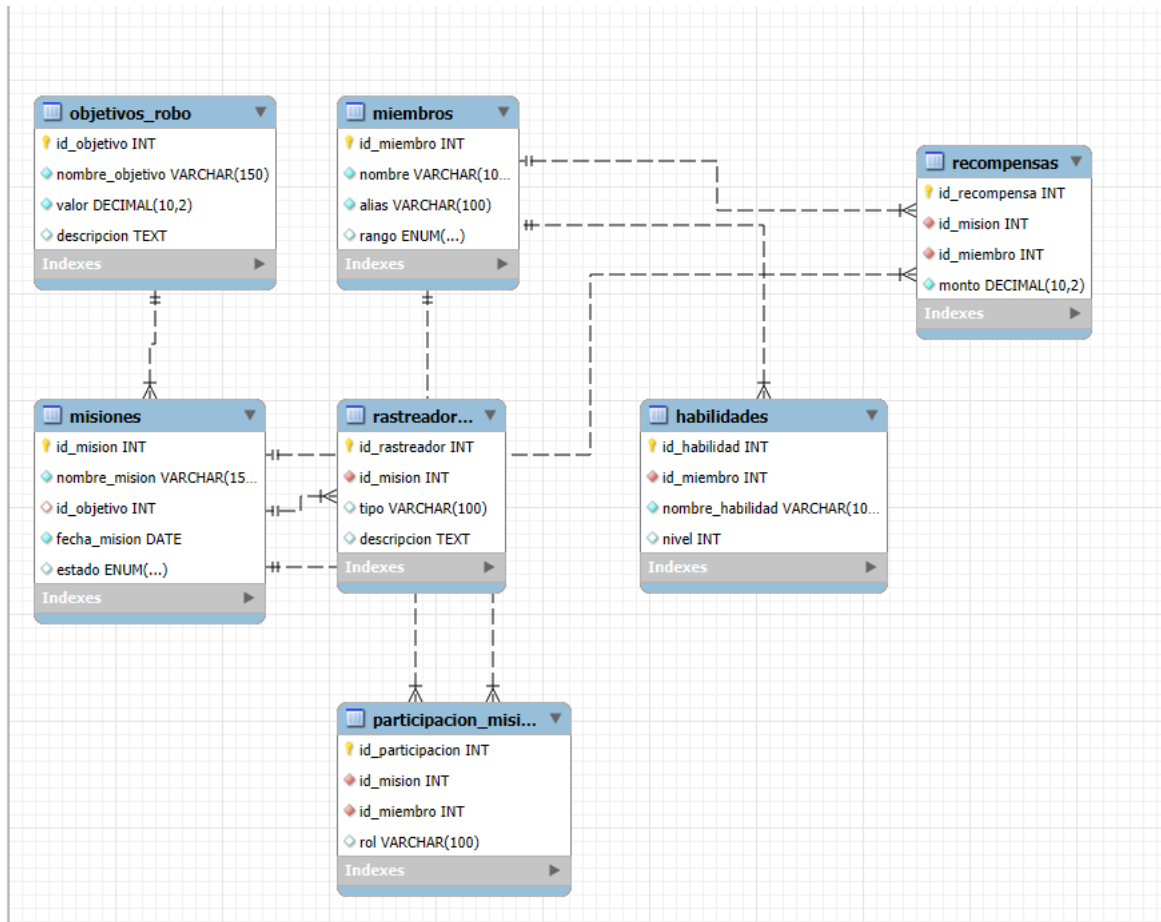 objetivos_robo
id_objetivo INT
nombre_objetivo VARCHAR(150)
valor DECIMAL(10,2)
descripcion TEXT
Indexes
miembros
id_miembro INT
nombre VARCHAR(10...
alias VARCHAR(100)
rango ENUM(...)
Indexes
recompensas
id_recompensa INT
id_mision INT
id_miembro INT
monto DECIMAL(10,2)
Indexes
misiones
id_mision INT
nombre_mision VARCHAR(15...
id_objetivo INT
fecha_mision DATE
estado ENUM(...)
Indexes
rastreador...
id_rastreador INT
id_mision INT
tipo VARCHAR(100)
descripcion TEXT
Indexes
habilidades
id_habilidad INT
id_miembro INT
nombre_habilidad VARCHAR(10...
nivel INT
Indexes
participacion_misi...
id_participacion INT
id_mision INT
id_miembro INT
rol VARCHAR(100)
Indexes